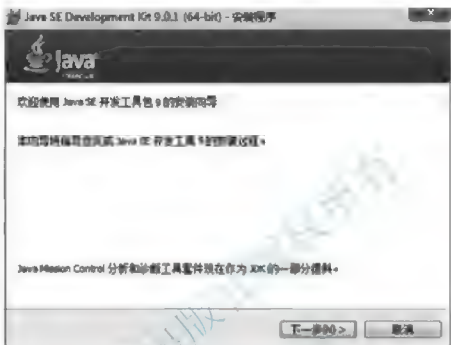 Java SE Development Kit 9.0.1 (64-bit) - 安装程序
Java
欢迎使用 Java SE 开发工具包 9 的安装向导
本向导将指导您完成 Java SE 开发工具 9 的安装过程。
Java Mission Control 分析和诊断工具套件现在作为 JDK 的一部分提供。
下一步(N) >
取消